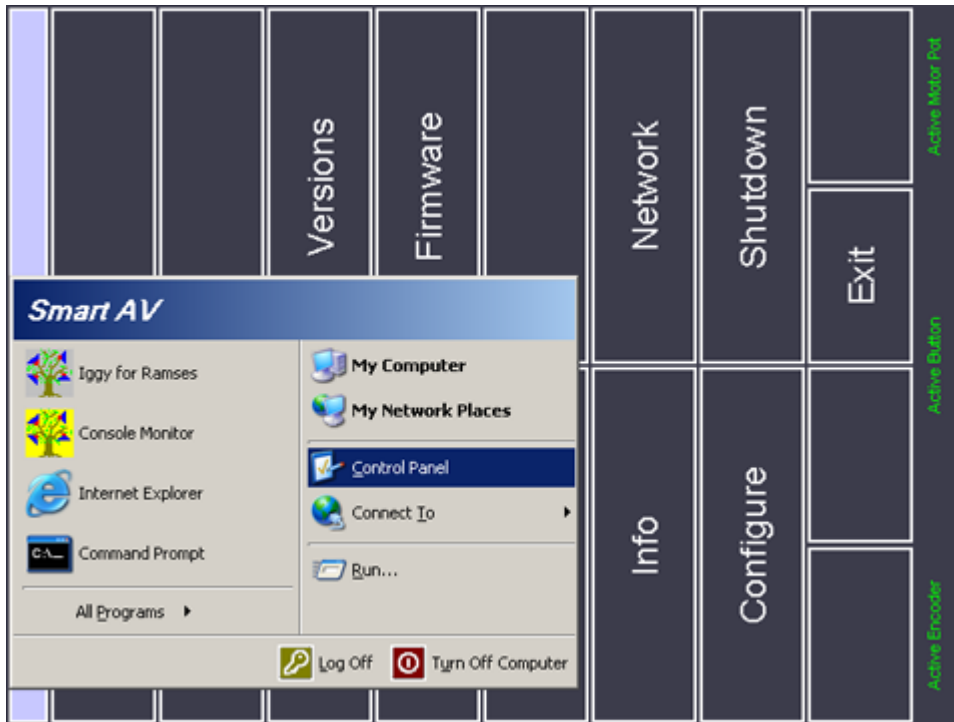 Versions
Firmware
Network
Shutdown
Exit
Info
Configure
Active Motor Pot
Active Button
Active Encoder
Smart AV
Iggy for Ramses
Console Monitor
Internet Explorer
C:\_
Command Prompt
All Programs
My Computer
My Network Places
Control Panel
Connect To
Run...
Log Off
Turn Off Computer